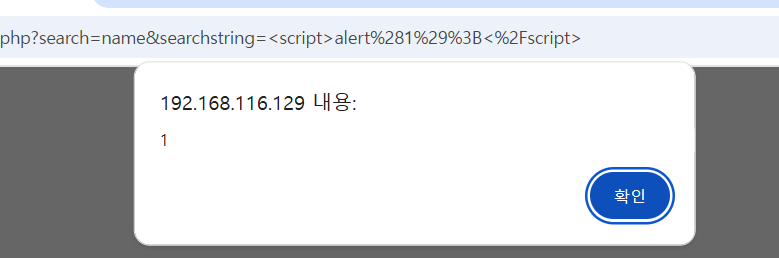 php?search=name&searchstring=<script>alert%281%29%3B<%2Fscript>
192.168.116.129 내용:
1
확인